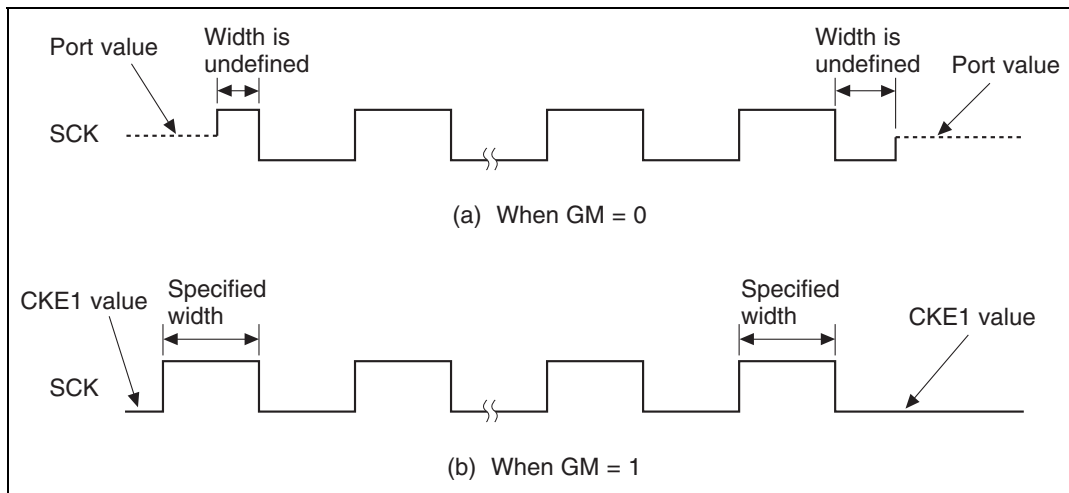 Port value
Width is
undefined
Width is
undefined
Port value
SCK
(a) When GM = 0
CKE1 value
Specified
width
Specified
width
CKE1 value
SCK
(b) When GM = 1